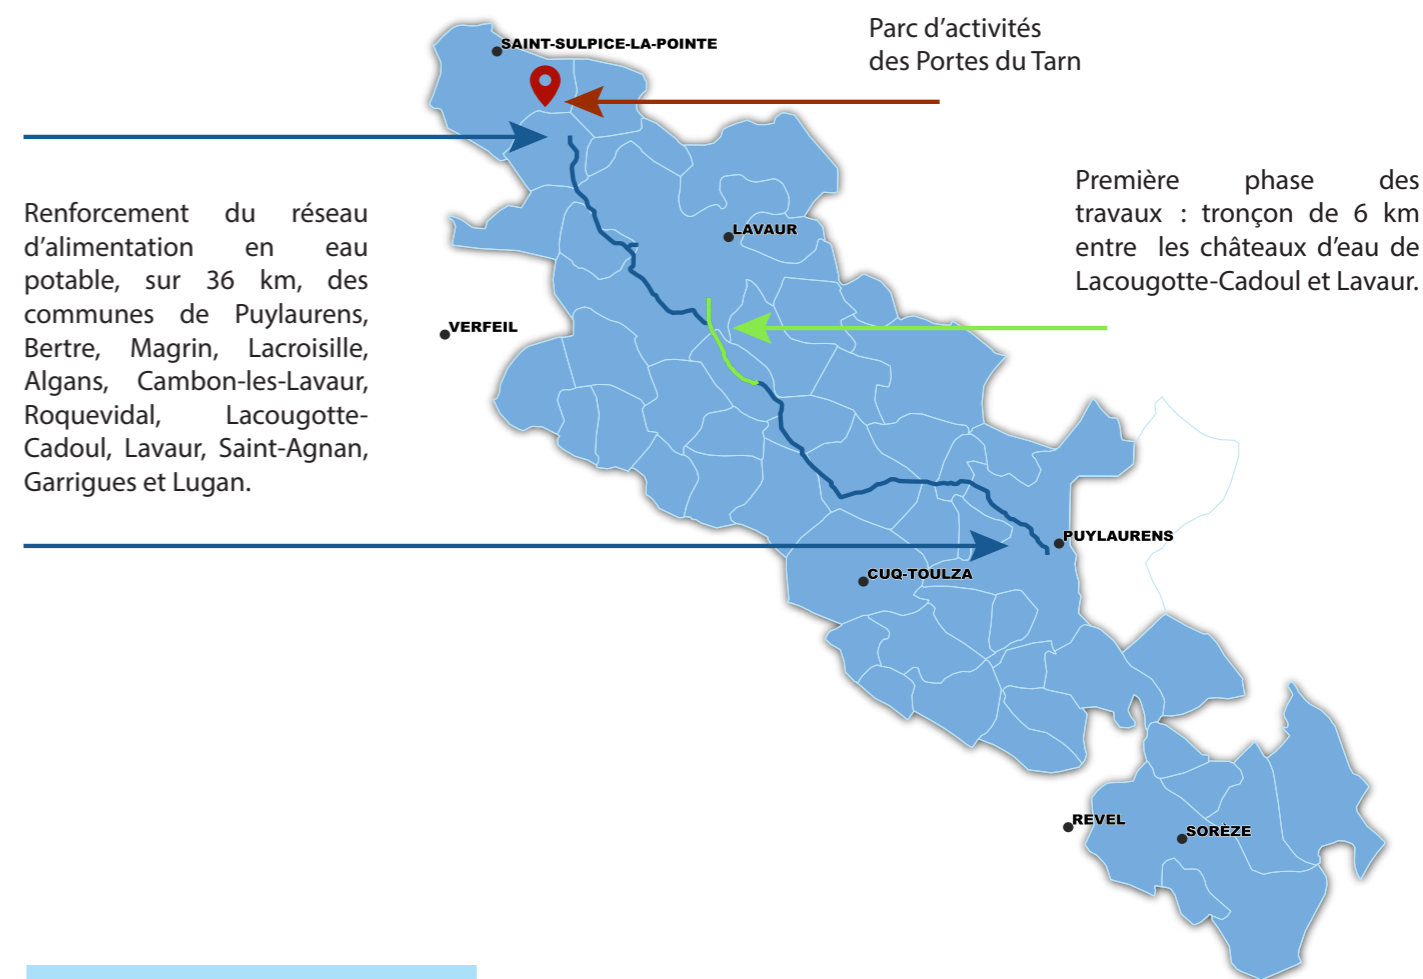 SAINT-SULPICE-LA-POINTE
Parc d’activités
des Portes du Tarn
Première phase des
travaux : tronçon de 6 km
entre les châteaux d’eau de
Lacougotte-Cadoul et Lavaur.
Renforcement du réseau
d’alimentation en eau
potable, sur 36 km, des
communes de Puylaurens,
Bertre, Magrin, Lacroisille,
Algans, Cambon-les-Lavaur,
Roquevidal, Lacougotte-
Cadoul, Lavaur, Saint-Agnan,
Garrigues et Lugan.
LAVAUR
VERFEIL
PUYLAURENS
CUQ-TOULZA
REVEL
SORÈZE